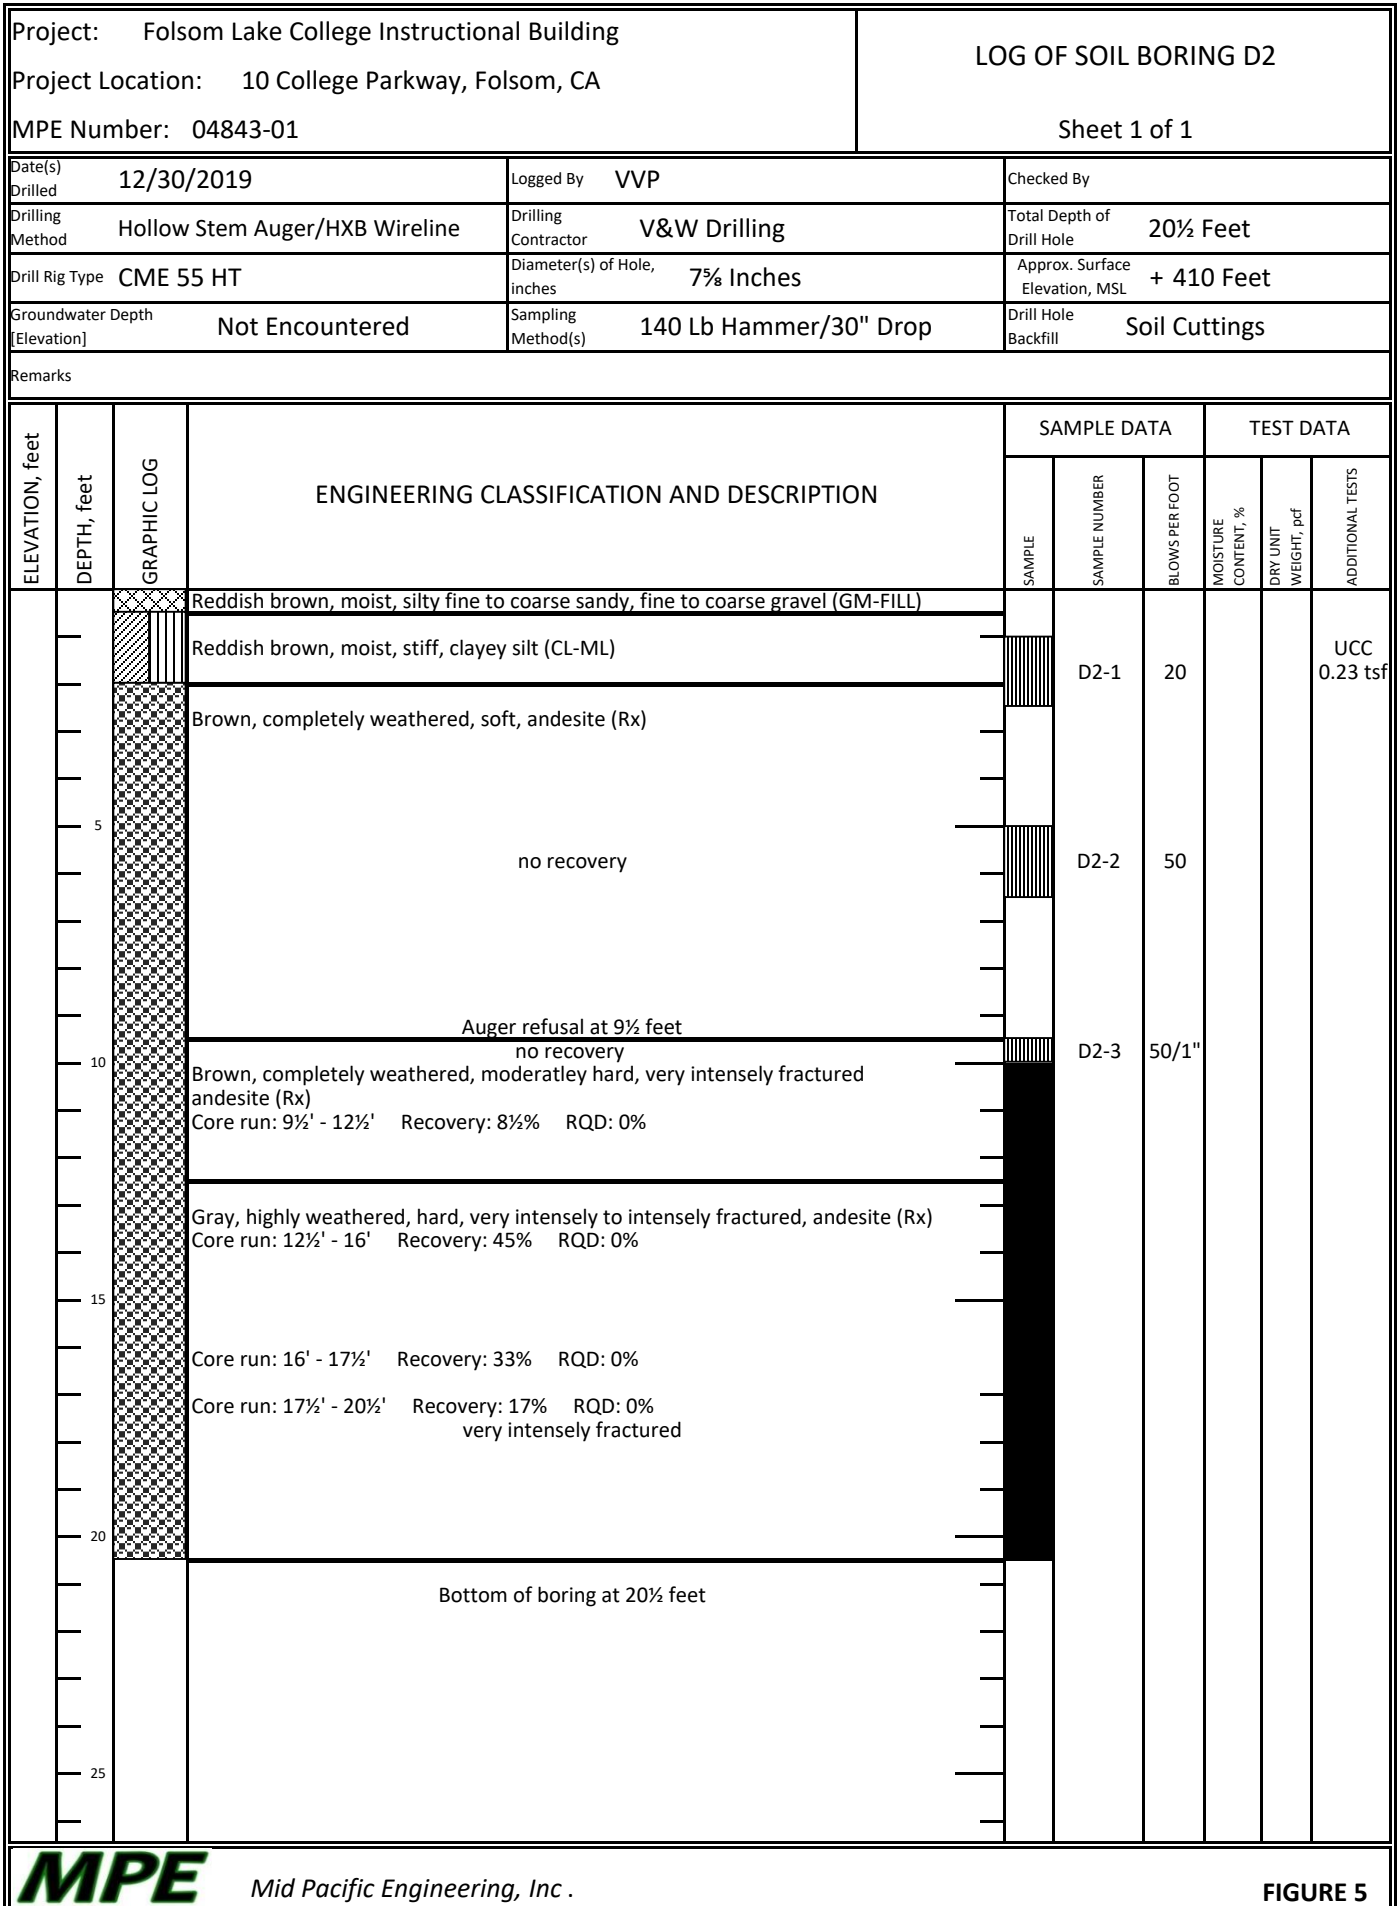 Project: Folsom Lake College Instructional Building
Project Location: 10 College Parkway, Folsom, CA
MPE Number: 04843-01
LOG OF SOIL BORING D2
Sheet 1 of 1
Date(s) Drilled 12/30/2019
Logged By VVP
Checked By
Drilling Method Hollow Stem Auger/HXB Wireline
Drilling Contractor V&W Drilling
Total Depth of Drill Hole 20½ Feet
Drill Rig Type CME 55 HT
Diameter(s) of Hole, inches 7⅝ Inches
Approx. Surface Elevation, MSL + 410 Feet
Groundwater Depth [Elevation] Not Encountered
Sampling Method(s) 140 Lb Hammer/30" Drop
Drill Hole Backfill Soil Cuttings
Remarks
ELEVATION, feet
DEPTH, feet
GRAPHIC LOG
ENGINEERING CLASSIFICATION AND DESCRIPTION
SAMPLE DATA
TEST DATA
SAMPLE
SAMPLE NUMBER
BLOWS PER FOOT
MOISTURE CONTENT, %
DRY UNIT WEIGHT, pcf
ADDITIONAL TESTS
Reddish brown, moist, silty fine to coarse sandy, fine to coarse gravel (GM-FILL)
Reddish brown, moist, stiff, clayey silt (CL-ML)
D2-1 20 UCC
0.23 tsf
Brown, completely weathered, soft, andesite (Rx)
5
no recovery D2-2 50
Auger refusal at 9½ feet
no recovery D2-3 50/1"
10
Brown, completely weathered, moderatley hard, very intensely fractured
andesite (Rx)
Core run: 9½' - 12½' Recovery: 8½% RQD: 0%
Gray, highly weathered, hard, very intensely to intensely fractured, andesite (Rx)
Core run: 12½' - 16' Recovery: 45% RQD: 0%
15
Core run: 16' - 17½' Recovery: 33% RQD: 0%
Core run: 17½' - 20½' Recovery: 17% RQD: 0%
very intensely fractured
20
Bottom of boring at 20½ feet
25
MPE
Mid Pacific Engineering, Inc .
FIGURE 5